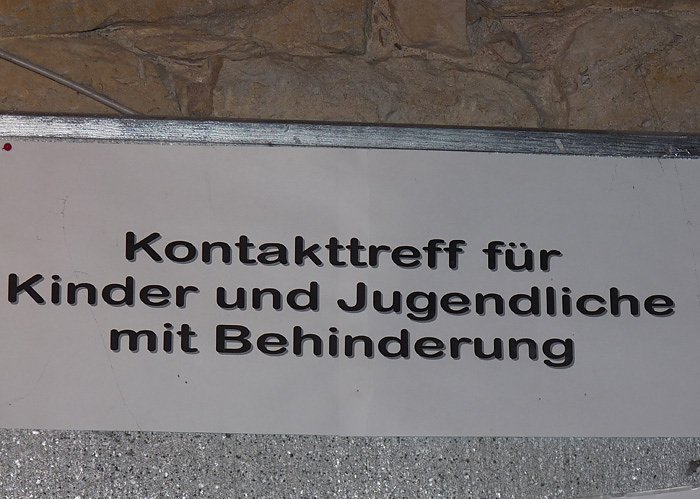 Kontakttreff für
Kinder und Jugendliche
mit Behinderung